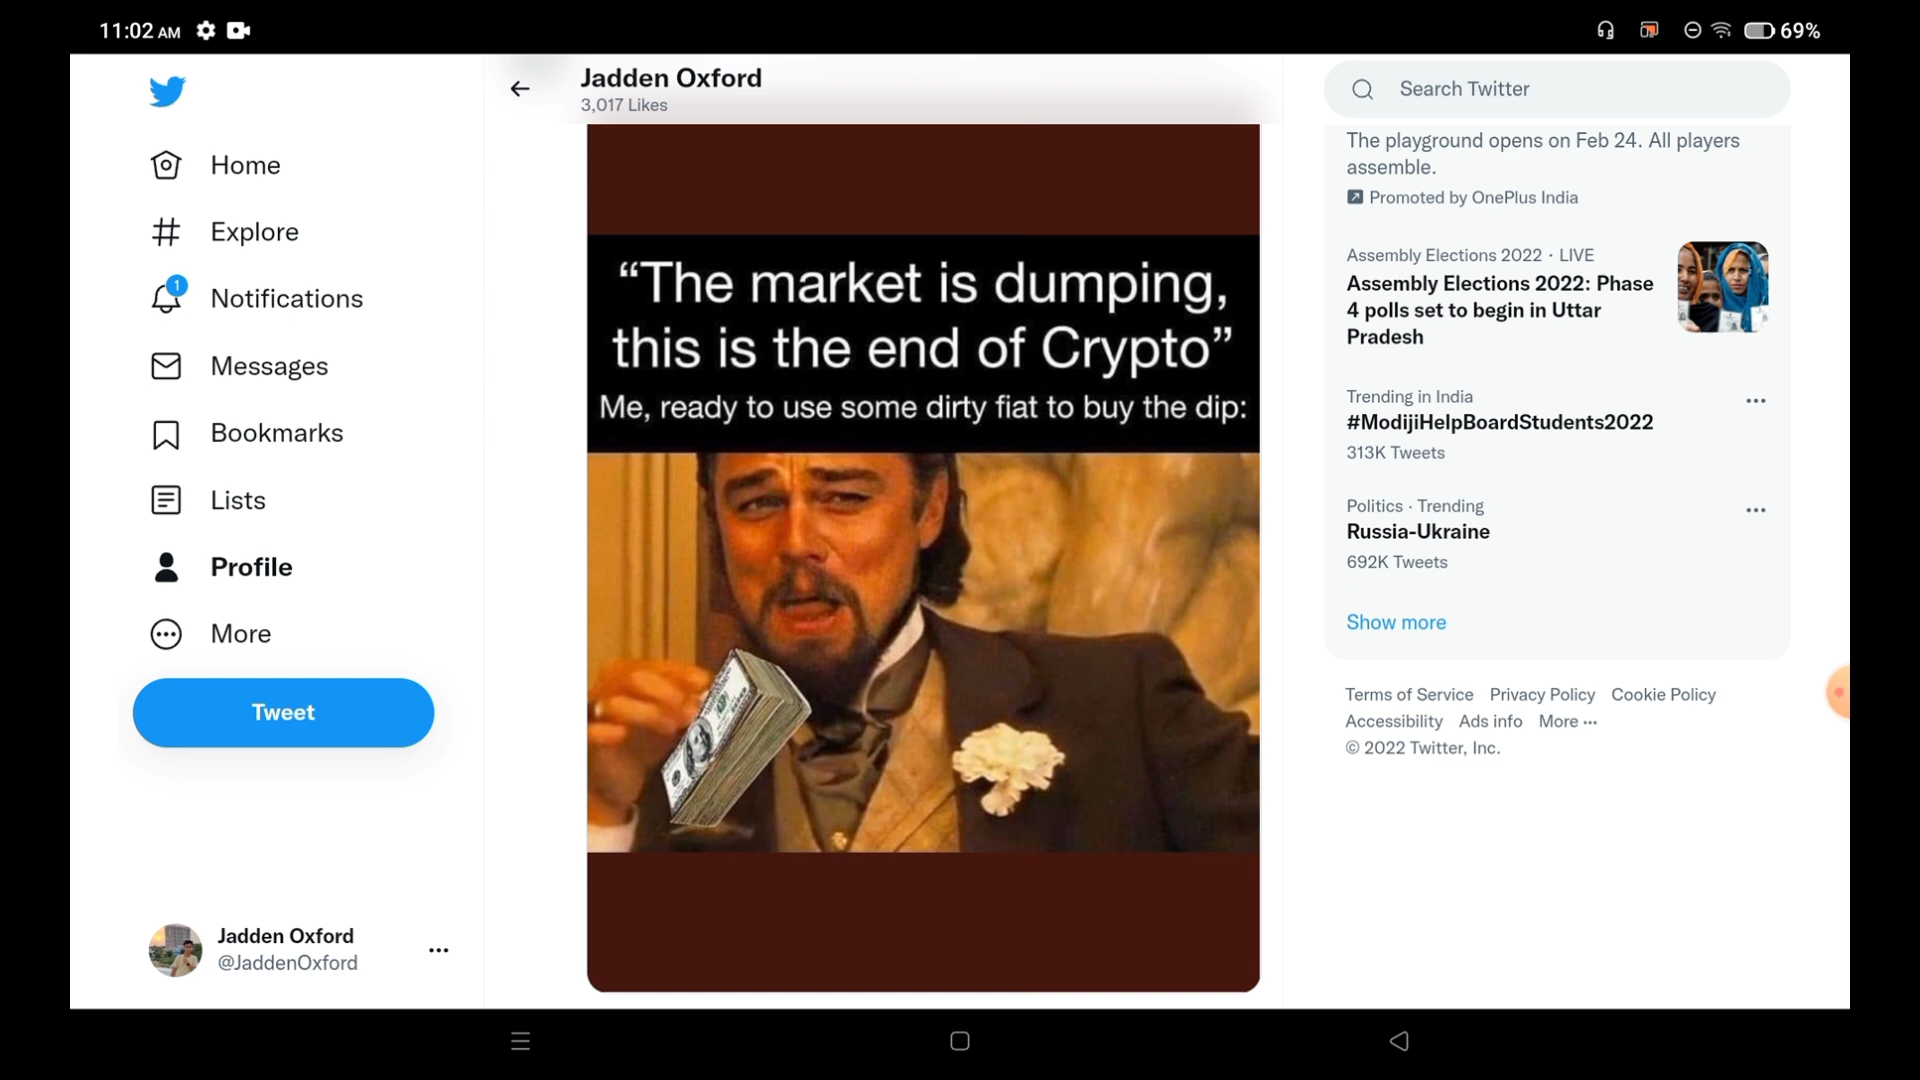 11:02 AM
69%
Home
Explore
1
Notifications
Messages
Bookmarks
Lists
Profile
More
Tweet
Jadden Oxford
@JaddenOxford
Jadden Oxford
3,017 Likes
“The market is dumping,
this is the end of Crypto”
Me, ready to use some dirty fiat to buy the dip:
Search Twitter
The playground opens on Feb 24. All players
assemble.
Promoted by OnePlus India
Assembly Elections 2022 · LIVE
Assembly Elections 2022: Phase
4 polls set to begin in Uttar
Pradesh
Trending in India
#ModijiHelpBoardStudents2022
313K Tweets
Politics · Trending
Russia-Ukraine
692K Tweets
Show more
Terms of Service Privacy Policy Cookie Policy
Accessibility Ads info More ···
© 2022 Twitter, Inc.